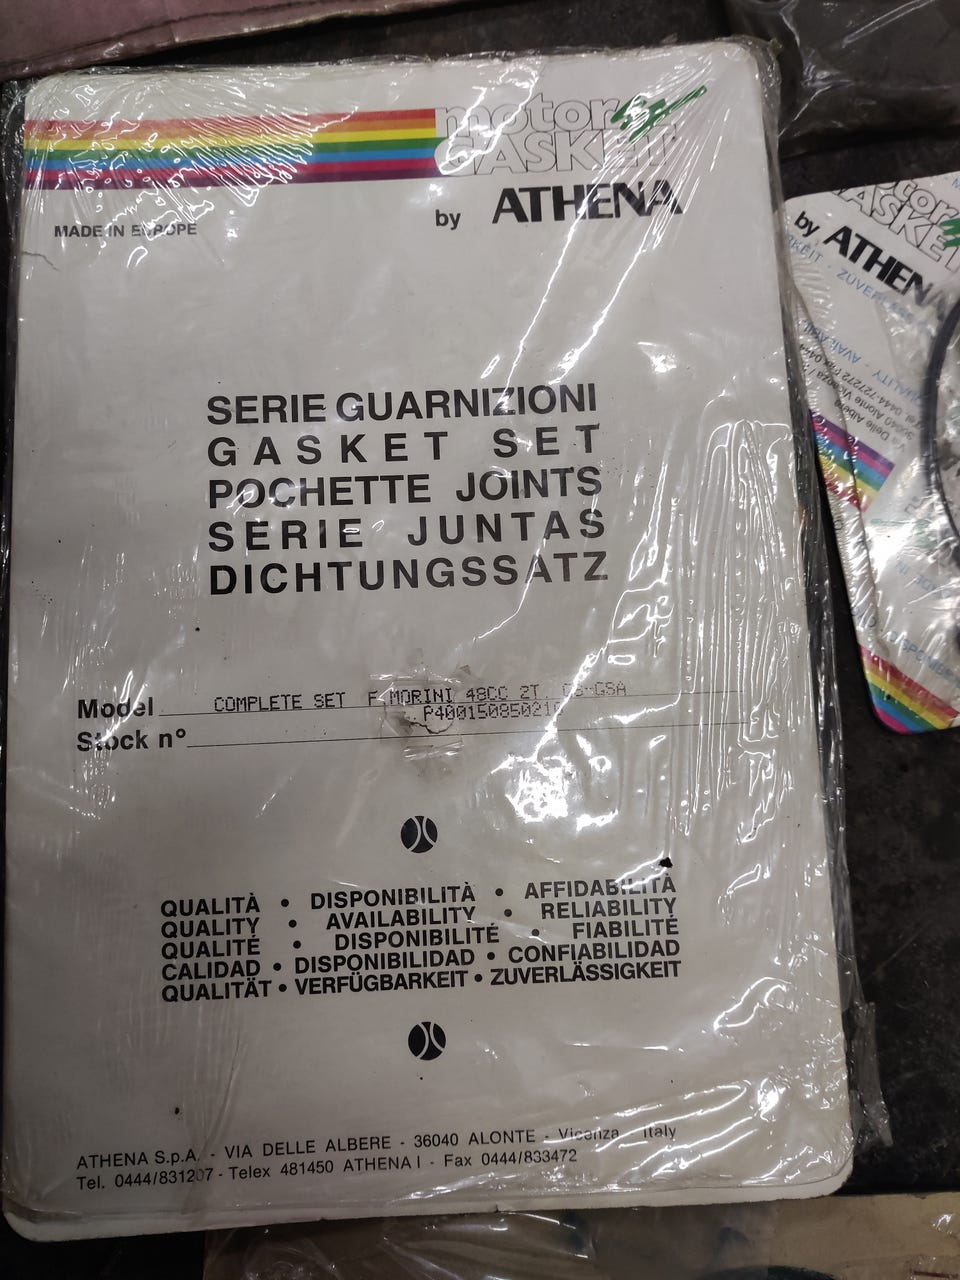 motor
GASKET
by ATHENA
MADE IN EUROPE
SERIE GUARNIZIONI
GASKET SET
POCHETTE JOINTS
SERIE JUNTAS
DICHTUNGSSATZ
Model COMPLETE SET F.MORINI 48CC 2T.
Stock n°
QUALITÀ • DISPONIBILITÀ • AFFIDABILITÀ
QUALITY • AVAILABILITY • RELIABILITY
QUALITÉ • DISPONIBILITÉ • FIABILITÉ
CALIDAD • DISPONIBILIDAD • CONFIABILIDAD
QUALITÄT • VERFÜGBARKEIT • ZUVERLÄSSIGKEIT
ATHENA S.p.A. - VIA DELLE ALBERE - 36040 ALONTE - Vicenza Italy
Tel. 0444/831207 - Telex 481450 ATHENA I - Fax 0444/833472
by ATHENA